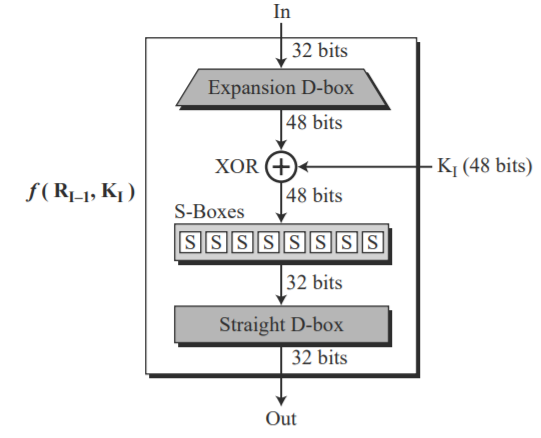 In
32 bits
Expansion D-box
48 bits
XOR + K_I (48 bits)
f ( R_I–1, K_I )
48 bits
S-Boxes
S S S S S S S S
32 bits
Straight D-box
32 bits
Out